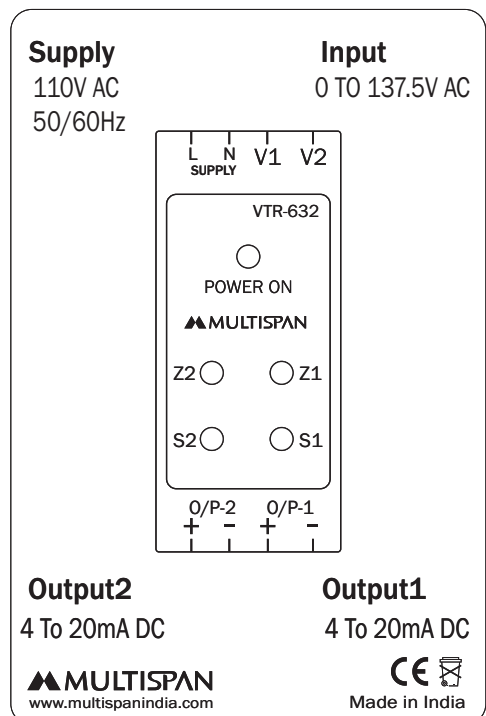 Supply
110V AC
50/60Hz
Input
0 TO 137.5V AC
L N V1 V2
SUPPLY
VTR-632
POWER ON
MULTISPAN
Z2 Z1
S2 S1
O/P-2 O/P-1
+ - + -
Output2
4 To 20mA DC
Output1
4 To 20mA DC
MULTISPAN
www.multispanindia.com
CE
Made in India